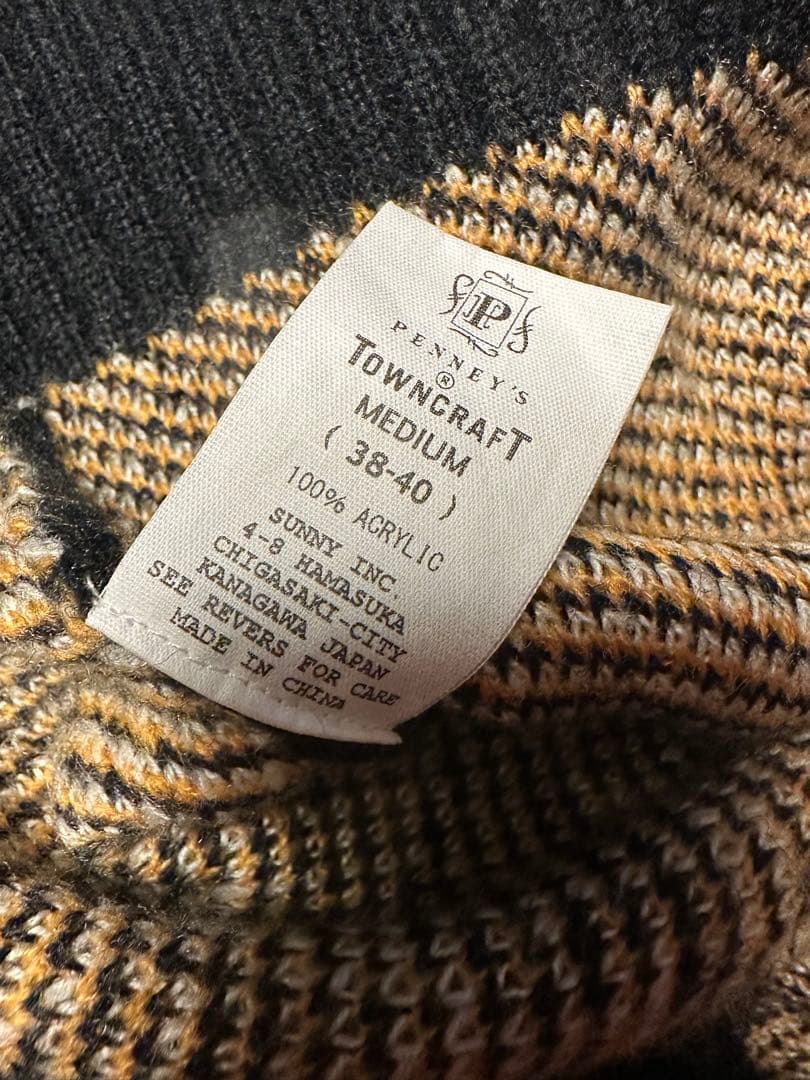 P
PENNEY'S
®
TOWNCRAFT
MEDIUM
( 38-40 )
100% ACRYLIC
SUNNY INC.
4-8 HAMASUKA
CHIGASAKI-CITY
KANAGAWA JAPAN
SEE REVERS FOR CARE
MADE IN CHINA